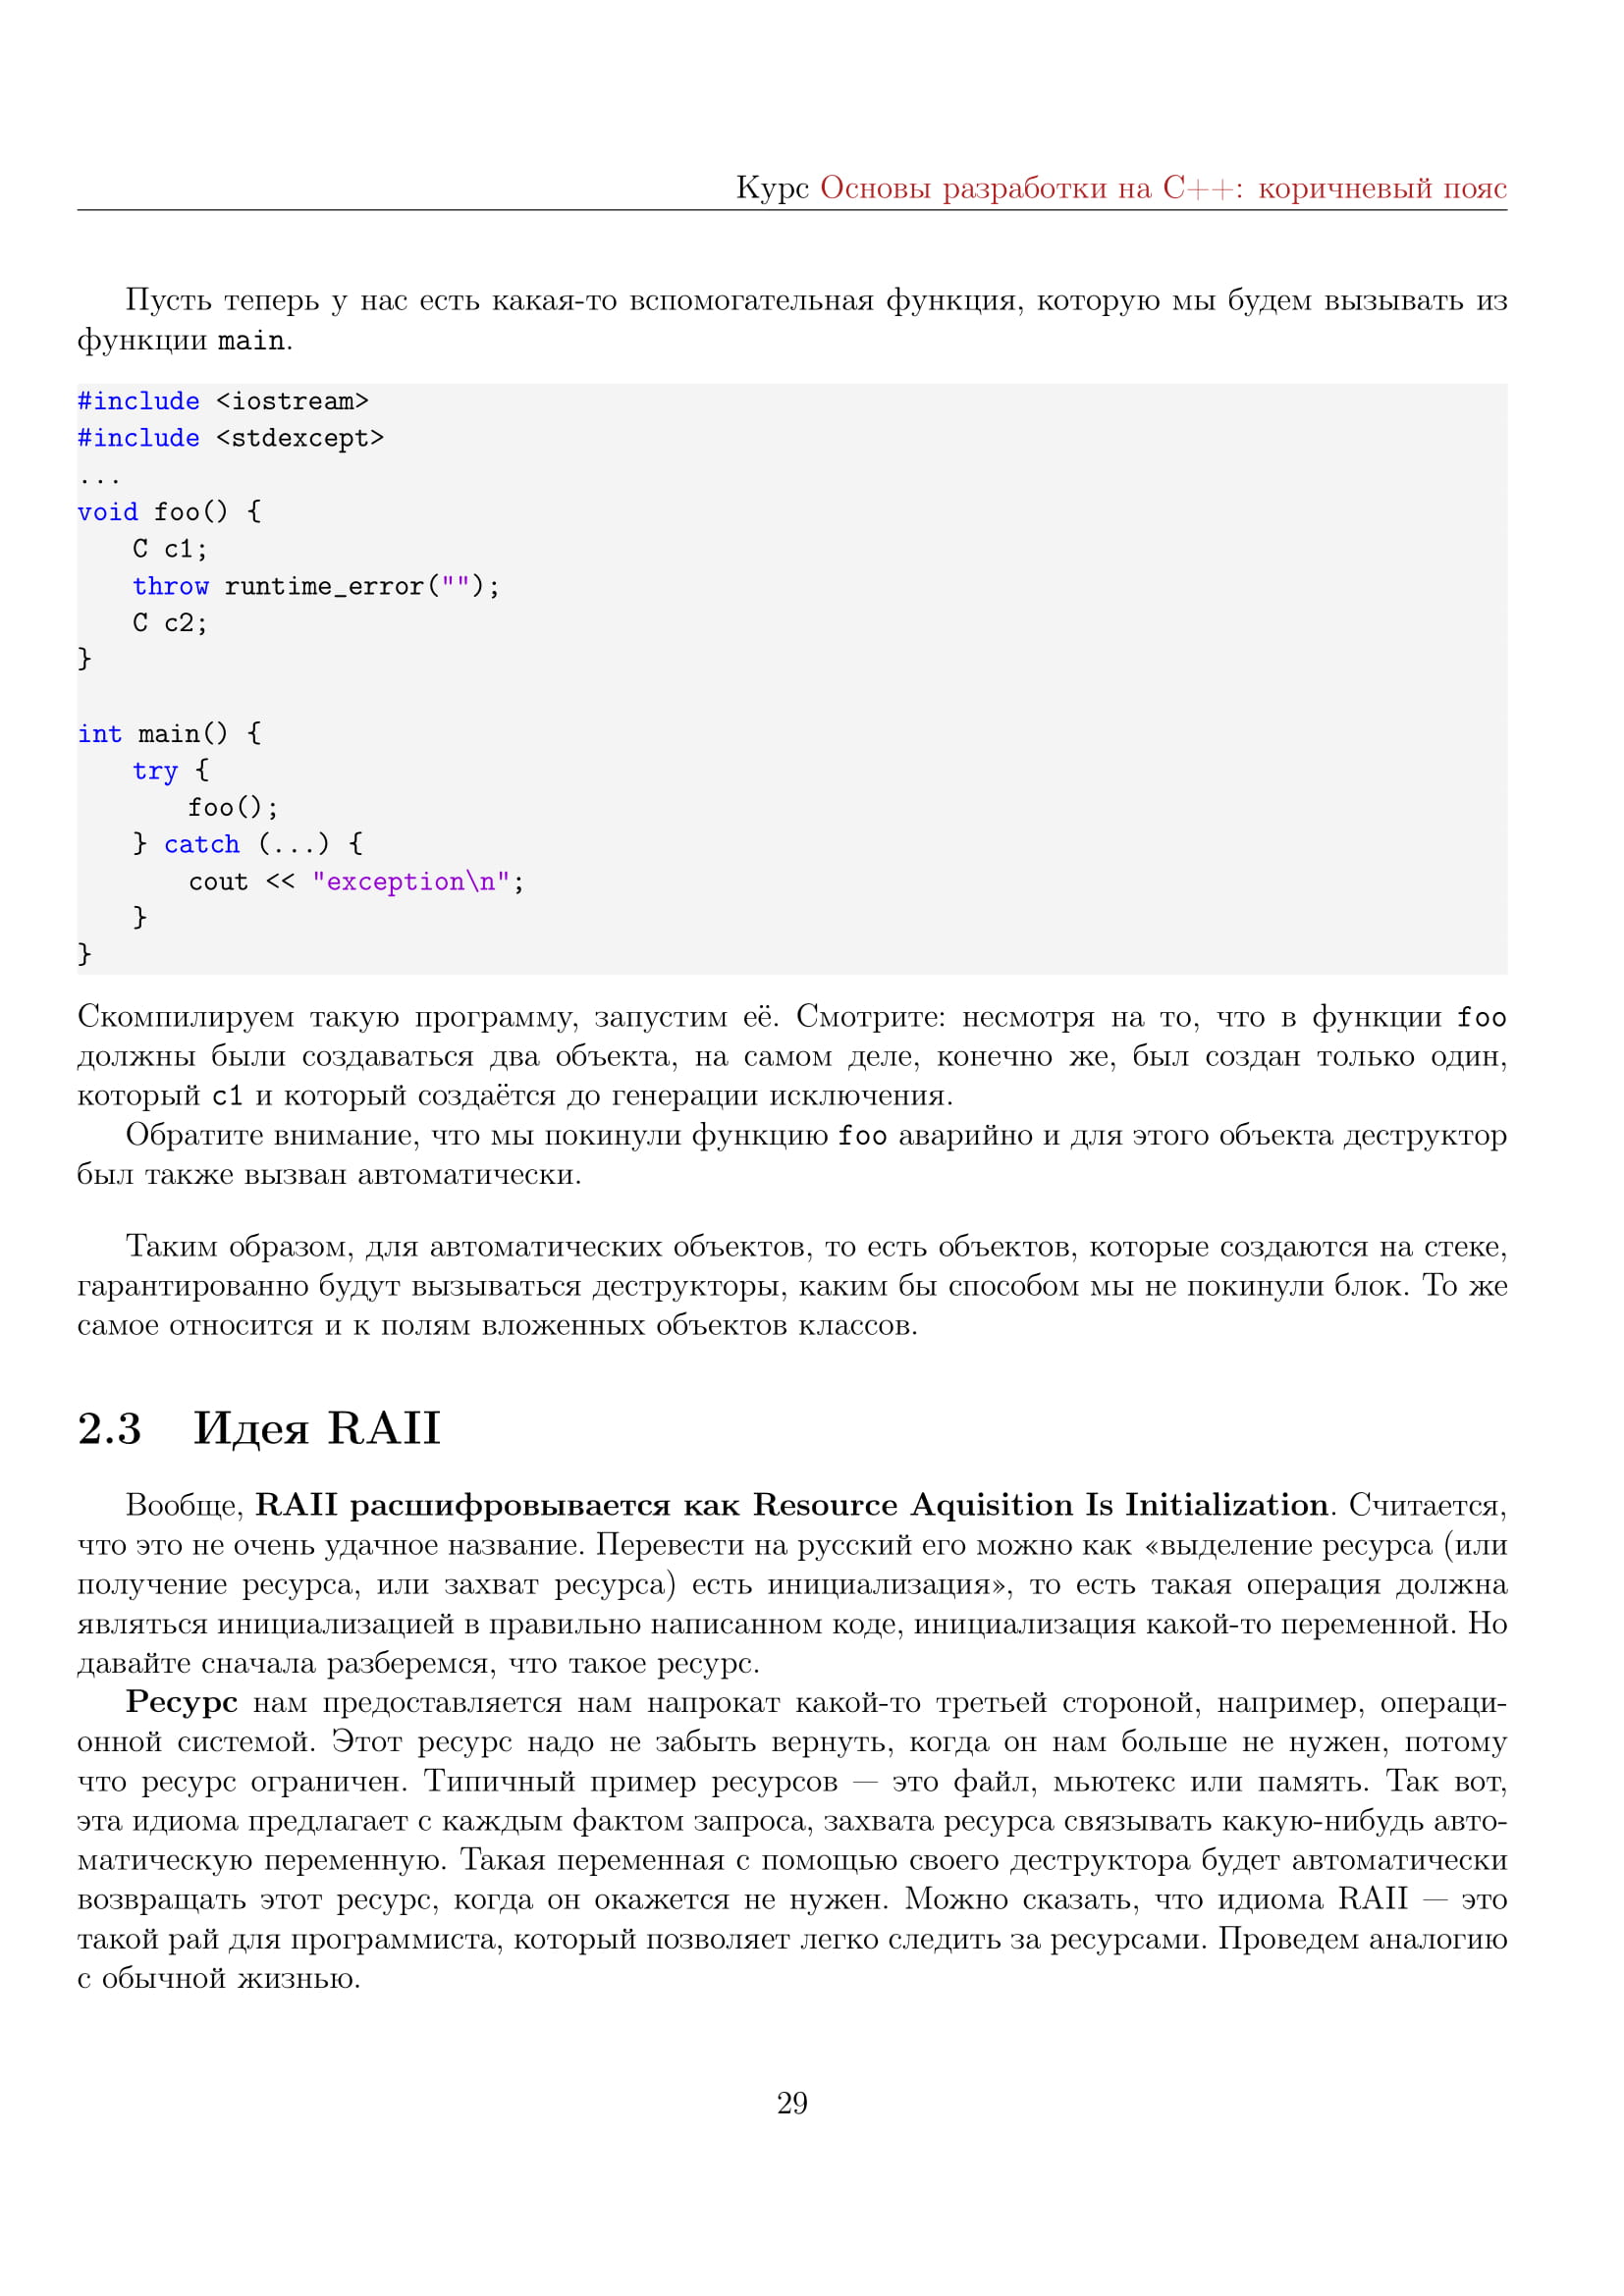 Курс Основы разработки на C++: коричневый пояс
Пусть теперь у нас есть какая-то вспомогательная функция, которую мы будем вызывать из
функции main.
#include <iostream>
#include <stdexcept>
...
void foo() {
C c1;
throw runtime_error("");
C c2;
}
int main() {
try {
foo();
} catch (...) {
cout << "exception\n";
}
}
Скомпилируем такую программу, запустим её. Смотрите: несмотря на то, что в функции foo
должны были создаваться два объекта, на самом деле, конечно же, был создан только один,
который c1 и который создаётся до генерации исключения.
Обратите внимание, что мы покинули функцию foo аварийно и для этого объекта деструктор
был также вызван автоматически.
Таким образом, для автоматических объектов, то есть объектов, которые создаются на стеке,
гарантированно будут вызываться деструкторы, каким бы способом мы не покинули блок. То же
самое относится и к полям вложенных объектов классов.
2.3 Идея RAII
Вообще, RAII расшифровывается как Resource Aquisition Is Initialization. Считается,
что это не очень удачное название. Перевести на русский его можно как «выделение ресурса (или
получение ресурса, или захват ресурса) есть инициализация», то есть такая операция должна
являться инициализацией в правильно написанном коде, инициализация какой-то переменной. Но
давайте сначала разберемся, что такое ресурс.
Ресурс нам предоставляется нам напрокат какой-то третьей стороной, например, операци-
онной системой. Этот ресурс надо не забыть вернуть, когда он нам больше не нужен, потому
что ресурс ограничен. Типичный пример ресурсов — это файл, мьютекс или память. Так вот,
эта идиома предлагает с каждым фактом запроса, захвата ресурса связывать какую-нибудь авто-
матическую переменную. Такая переменная с помощью своего деструктора будет автоматически
возвращать этот ресурс, когда он окажется не нужен. Можно сказать, что идиома RAII — это
такой рай для программиста, который позволяет легко следить за ресурсами. Проведем аналогию
с обычной жизнью.
29